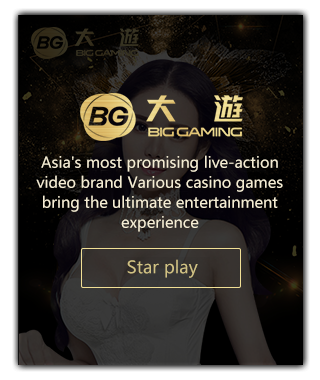 BG 大遊
BIG GAMING
BG 大 遊
BIG GAMING
Asia's most promising live-action
video brand Various casino games
bring the ultimate entertainment
experience
Star play